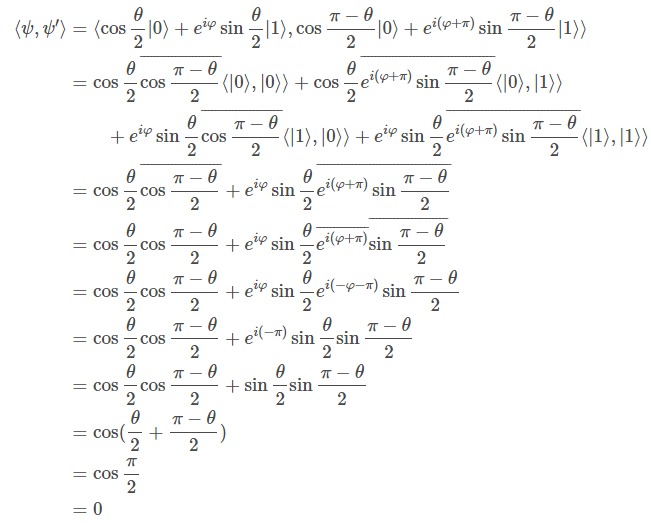 ⟨ψ, ψ′⟩ = ⟨cos θ/2 |0⟩ + e^{iφ} sin θ/2 |1⟩, cos (π − θ)/2 |0⟩ + e^{i(φ+π)} sin (π − θ)/2 |1⟩⟩
= cos θ/2 \overline{cos (π − θ)/2} ⟨|0⟩, |0⟩⟩ + cos θ/2 \overline{e^{i(φ+π)} sin (π − θ)/2} ⟨|0⟩, |1⟩⟩
+ e^{iφ} sin θ/2 \overline{cos (π − θ)/2} ⟨|1⟩, |0⟩⟩ + e^{iφ} sin θ/2 \overline{e^{i(φ+π)} sin (π − θ)/2} ⟨|1⟩, |1⟩⟩
= cos θ/2 \overline{cos (π − θ)/2} + e^{iφ} sin θ/2 \overline{e^{i(φ+π)} sin (π − θ)/2}
= cos θ/2 \overline{cos (π − θ)/2} + e^{iφ} sin θ/2 \overline{e^{i(φ+π)}} \overline{sin (π − θ)/2}
= cos θ/2 cos (π − θ)/2 + e^{iφ} sin θ/2 e^{i(−φ−π)} sin (π − θ)/2
= cos θ/2 cos (π − θ)/2 + e^{i(−π)} sin θ/2 sin (π − θ)/2
= cos θ/2 cos (π − θ)/2 + sin θ/2 sin (π − θ)/2
= cos(θ/2 + (π − θ)/2)
= cos π/2
= 0